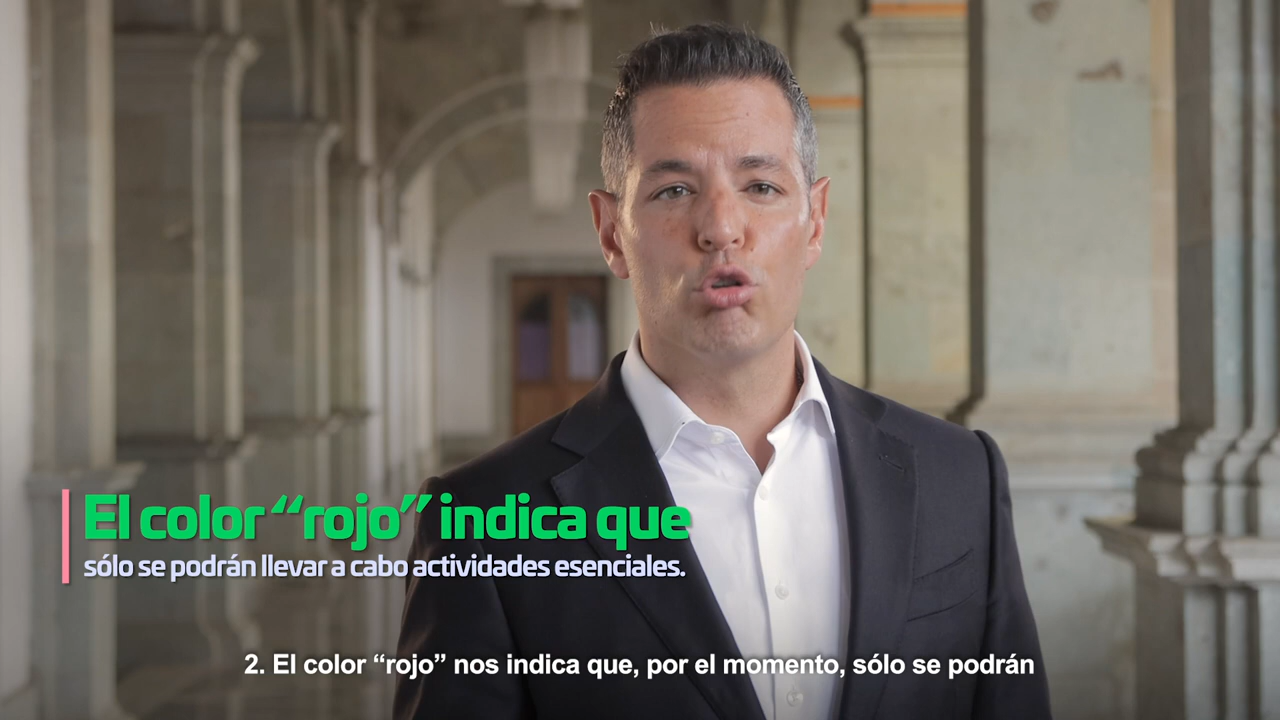 El color “rojo” indica que
sólo se podrán llevar a cabo actividades esenciales.
2. El color “rojo” nos indica que, por el momento, sólo se podrán